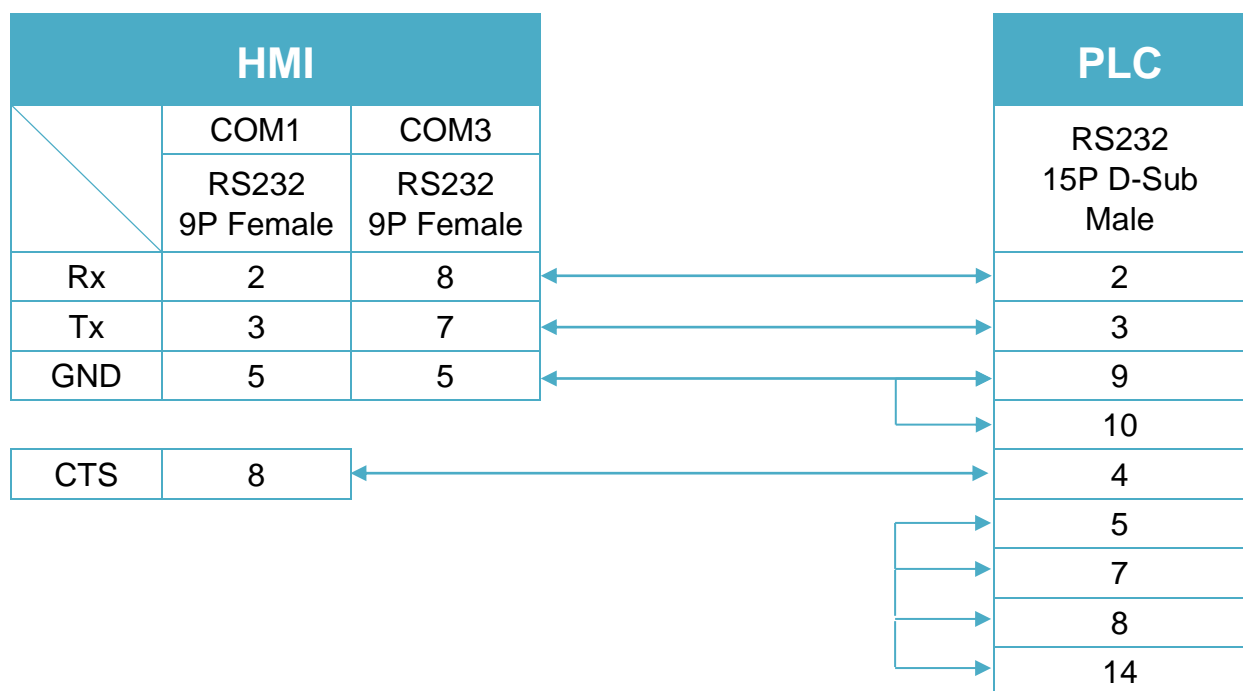 HMI
PLC
COM1 COM3
RS232
9P Female
RS232
9P Female
RS232
15P D-Sub
Male
Rx 2 8 2
Tx 3 7 3
GND 5 5 9
10
CTS 8 4
5
7
8
14